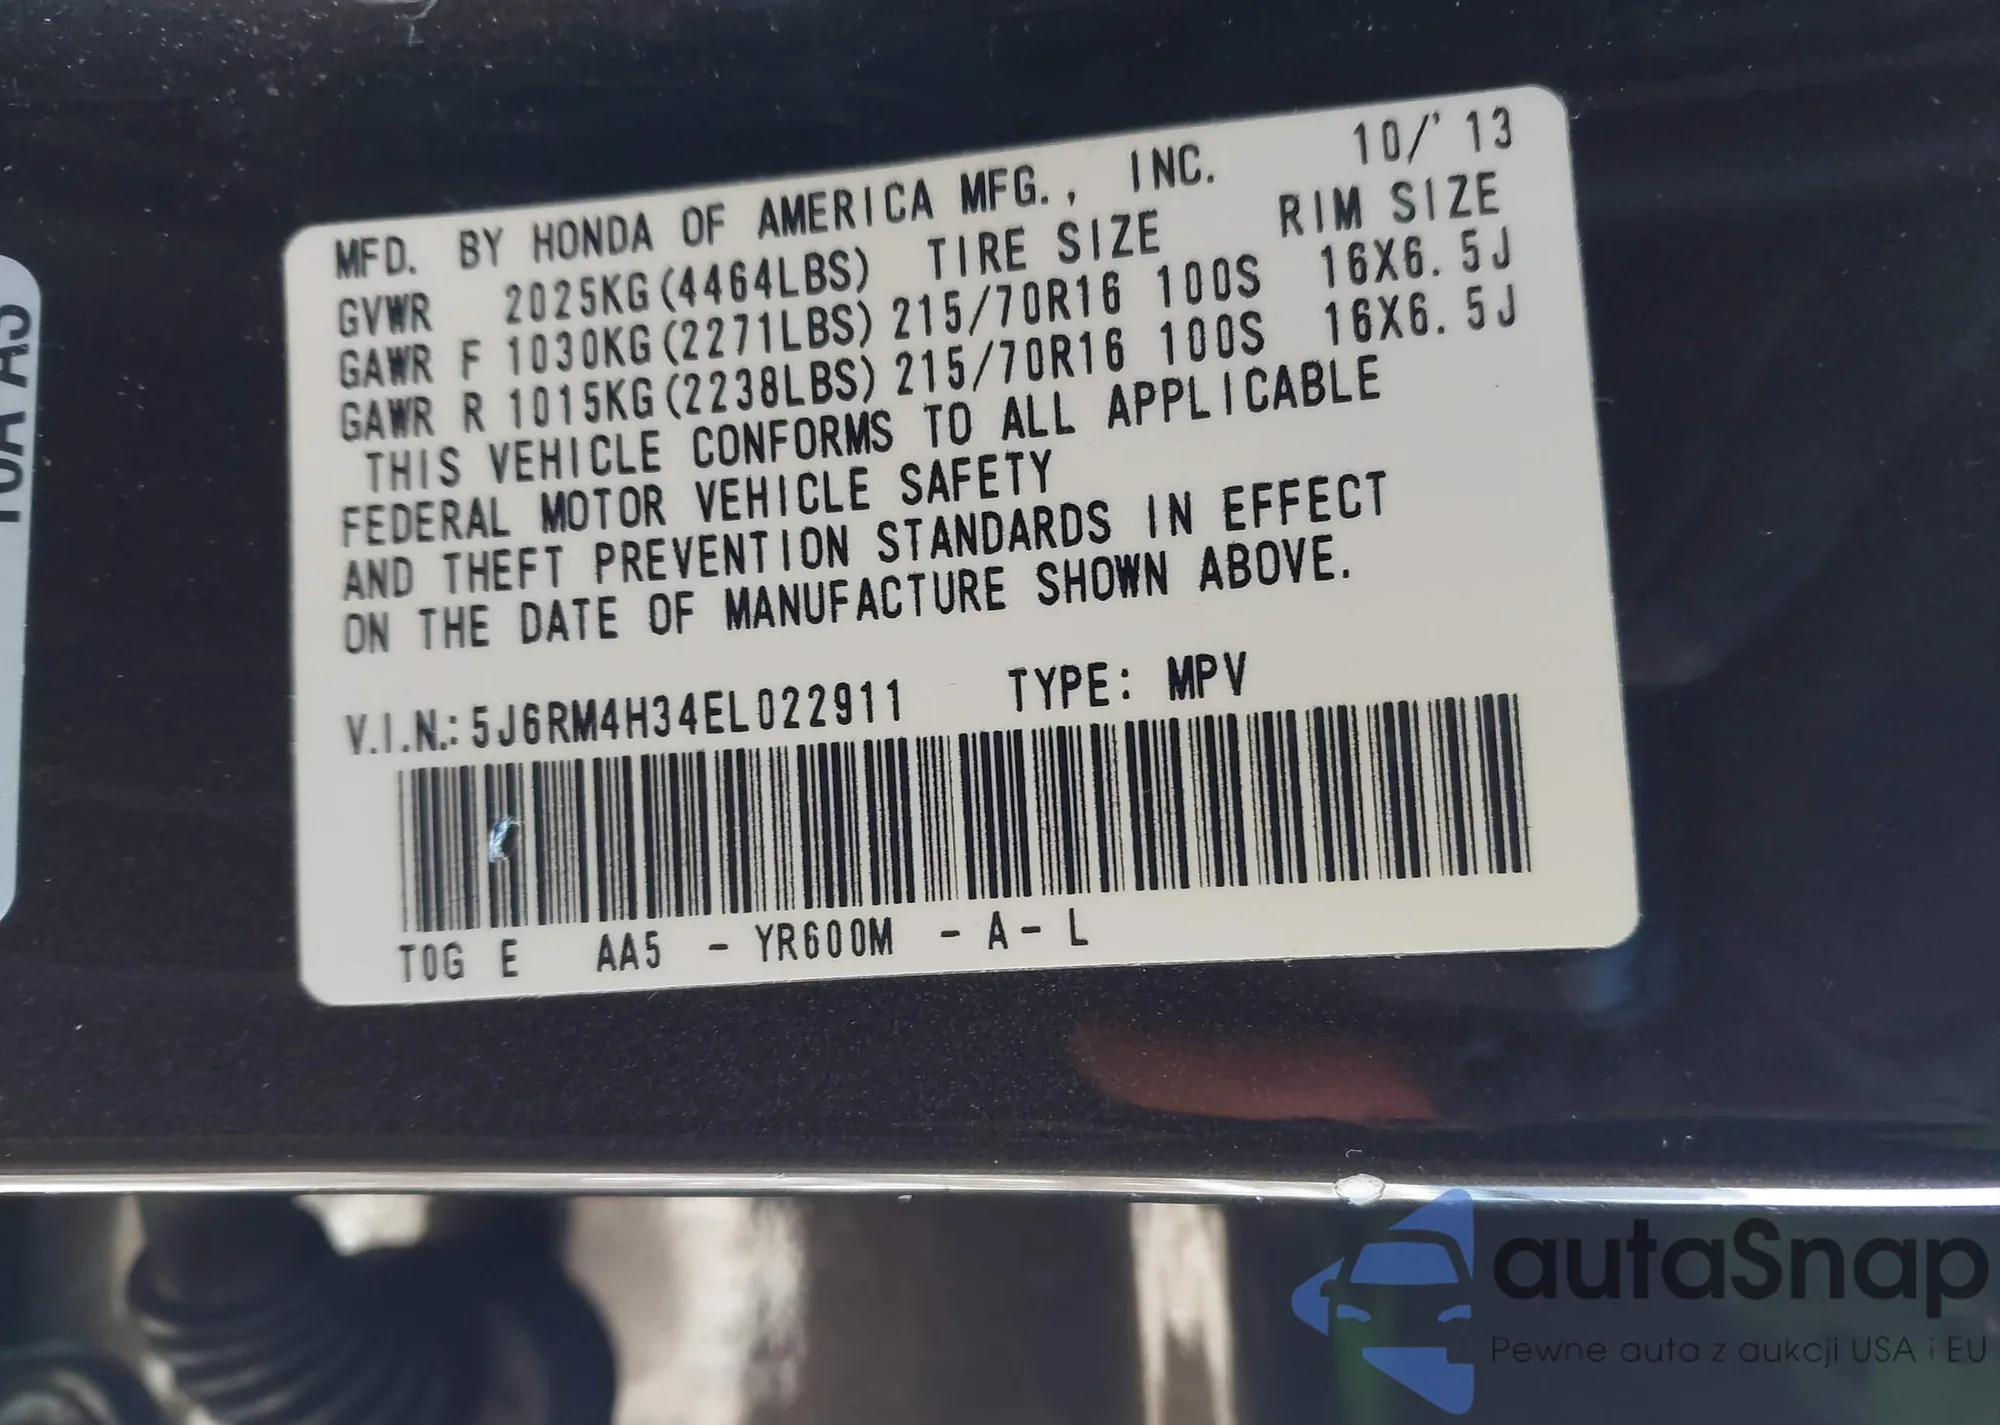 MFD. BY HONDA OF AMERICA MFG., INC. 10/'13
GVWR 2025KG(4464LBS) TIRE SIZE RIM SIZE
GAWR F 1030KG(2271LBS) 215/70R16 100S 16X6.5J
GAWR R 1015KG(2238LBS) 215/70R16 100S 16X6.5J
THIS VEHICLE CONFORMS TO ALL APPLICABLE
FEDERAL MOTOR VEHICLE SAFETY
AND THEFT PREVENTION STANDARDS IN EFFECT
ON THE DATE OF MANUFACTURE SHOWN ABOVE.
V.I.N.: 5J6RM4H34EL022911 TYPE: MPV
T0G E AA5 - YR600M - A - L
autaSnap
Pewne auta z aukcji USA i EU